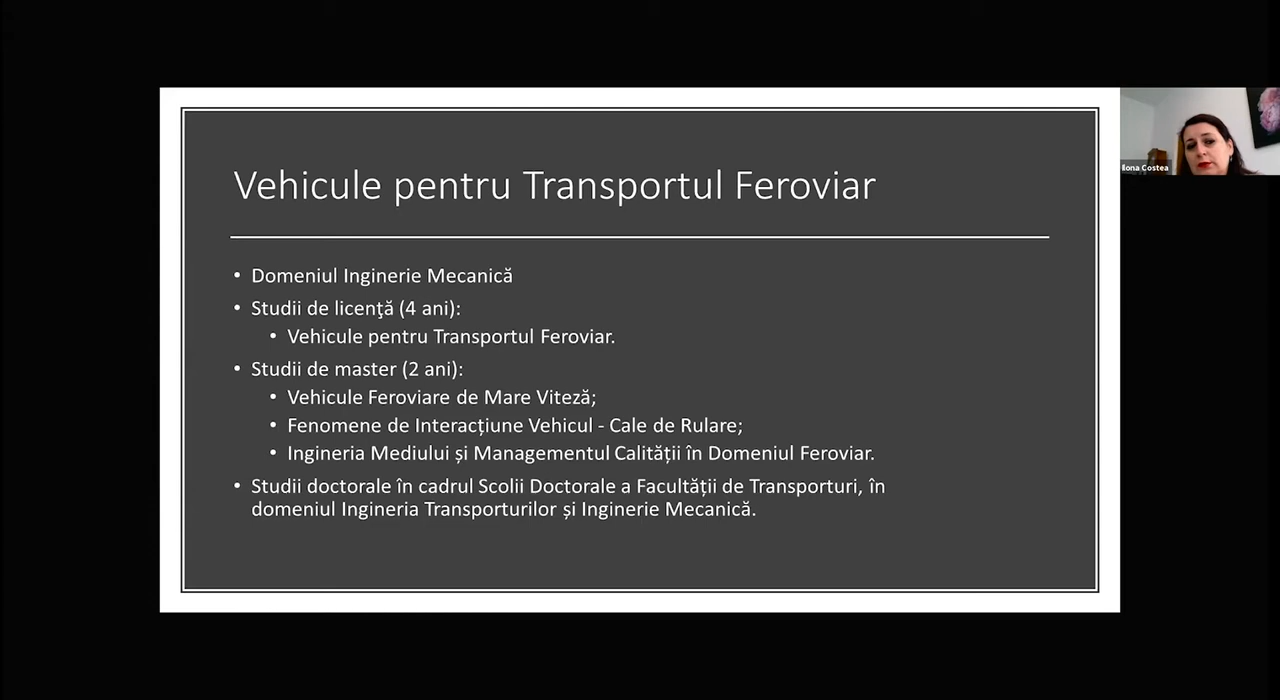 Vehicule pentru Transportul Feroviar
• Domeniul Inginerie Mecanică
• Studii de licenţă (4 ani):
• Vehicule pentru Transportul Feroviar.
• Studii de master (2 ani):
• Vehicule Feroviare de Mare Viteză;
• Fenomene de Interacțiune Vehicul - Cale de Rulare;
• Ingineria Mediului și Managementul Calității în Domeniul Feroviar.
• Studii doctorale în cadrul Scolii Doctorale a Facultății de Transporturi, în
domeniul Ingineria Transporturilor și Inginerie Mecanică.
Ilona Costea